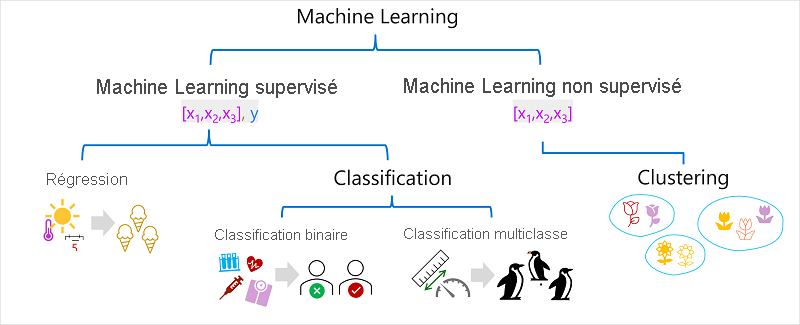 Machine Learning
Machine Learning supervisé
[x₁,x₂,x₃], y
Machine Learning non supervisé
[x₁,x₂,x₃]
Régression
Classification
Clustering
Classification binaire
Classification multiclasse
5